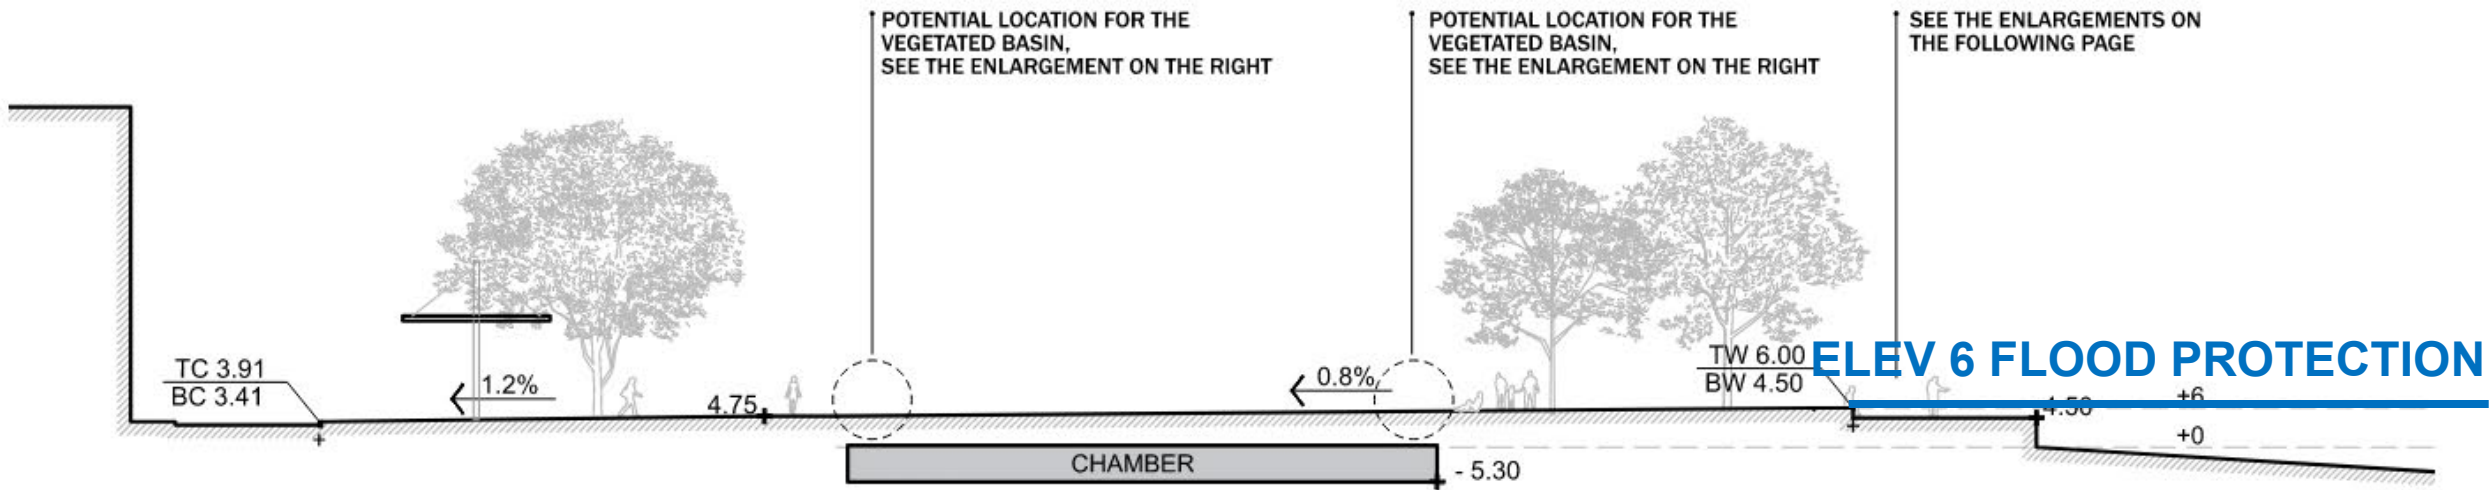 POTENTIAL LOCATION FOR THE
VEGETATED BASIN,
SEE THE ENLARGEMENT ON THE RIGHT
POTENTIAL LOCATION FOR THE
VEGETATED BASIN,
SEE THE ENLARGEMENT ON THE RIGHT
SEE THE ENLARGEMENTS ON
THE FOLLOWING PAGE
TC 3.91
BC 3.41
1.2%
4.75
0.8%
TW 6.00
BW 4.50
ELEV 6 FLOOD PROTECTION
+6
4.50
+0
CHAMBER
- 5.30